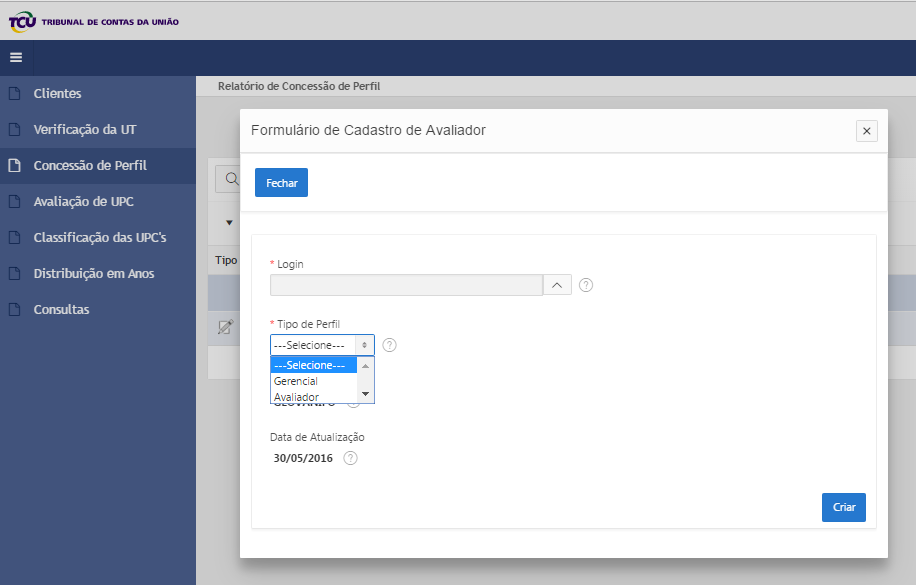 TCU TRIBUNAL DE CONTAS DA UNIÃO
Clientes
Verificação da UT
Concessão de Perfil
Avaliação de UPC
Classificação das UPC's
Distribuição em Anos
Consultas
Relatório de Concessão de Perfil
Tipo
Formulário de Cadastro de Avaliador
Fechar
* Login
* Tipo de Perfil
---Selecione---
---Selecione---
Gerencial
Avaliador
Data de Atualização
30/05/2016
Criar